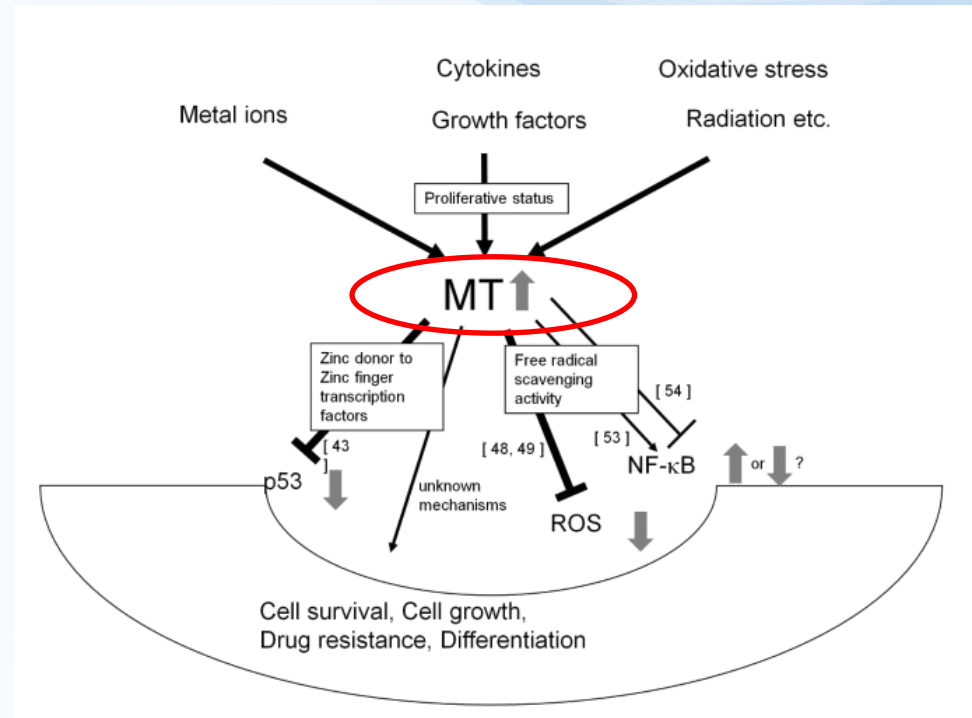 Cytokines
Oxidative stress
Metal ions
Growth factors
Radiation etc.
Proliferative status
MT
Zinc donor to
Zinc finger
transcription
factors
Free radical
scavenging
activity
[ 54 ]
[ 43
]
[ 48, 49 ]
[ 53 ]
NF-κB
or
?
p53
unknown
mechanisms
ROS
Cell survival, Cell growth,
Drug resistance, Differentiation